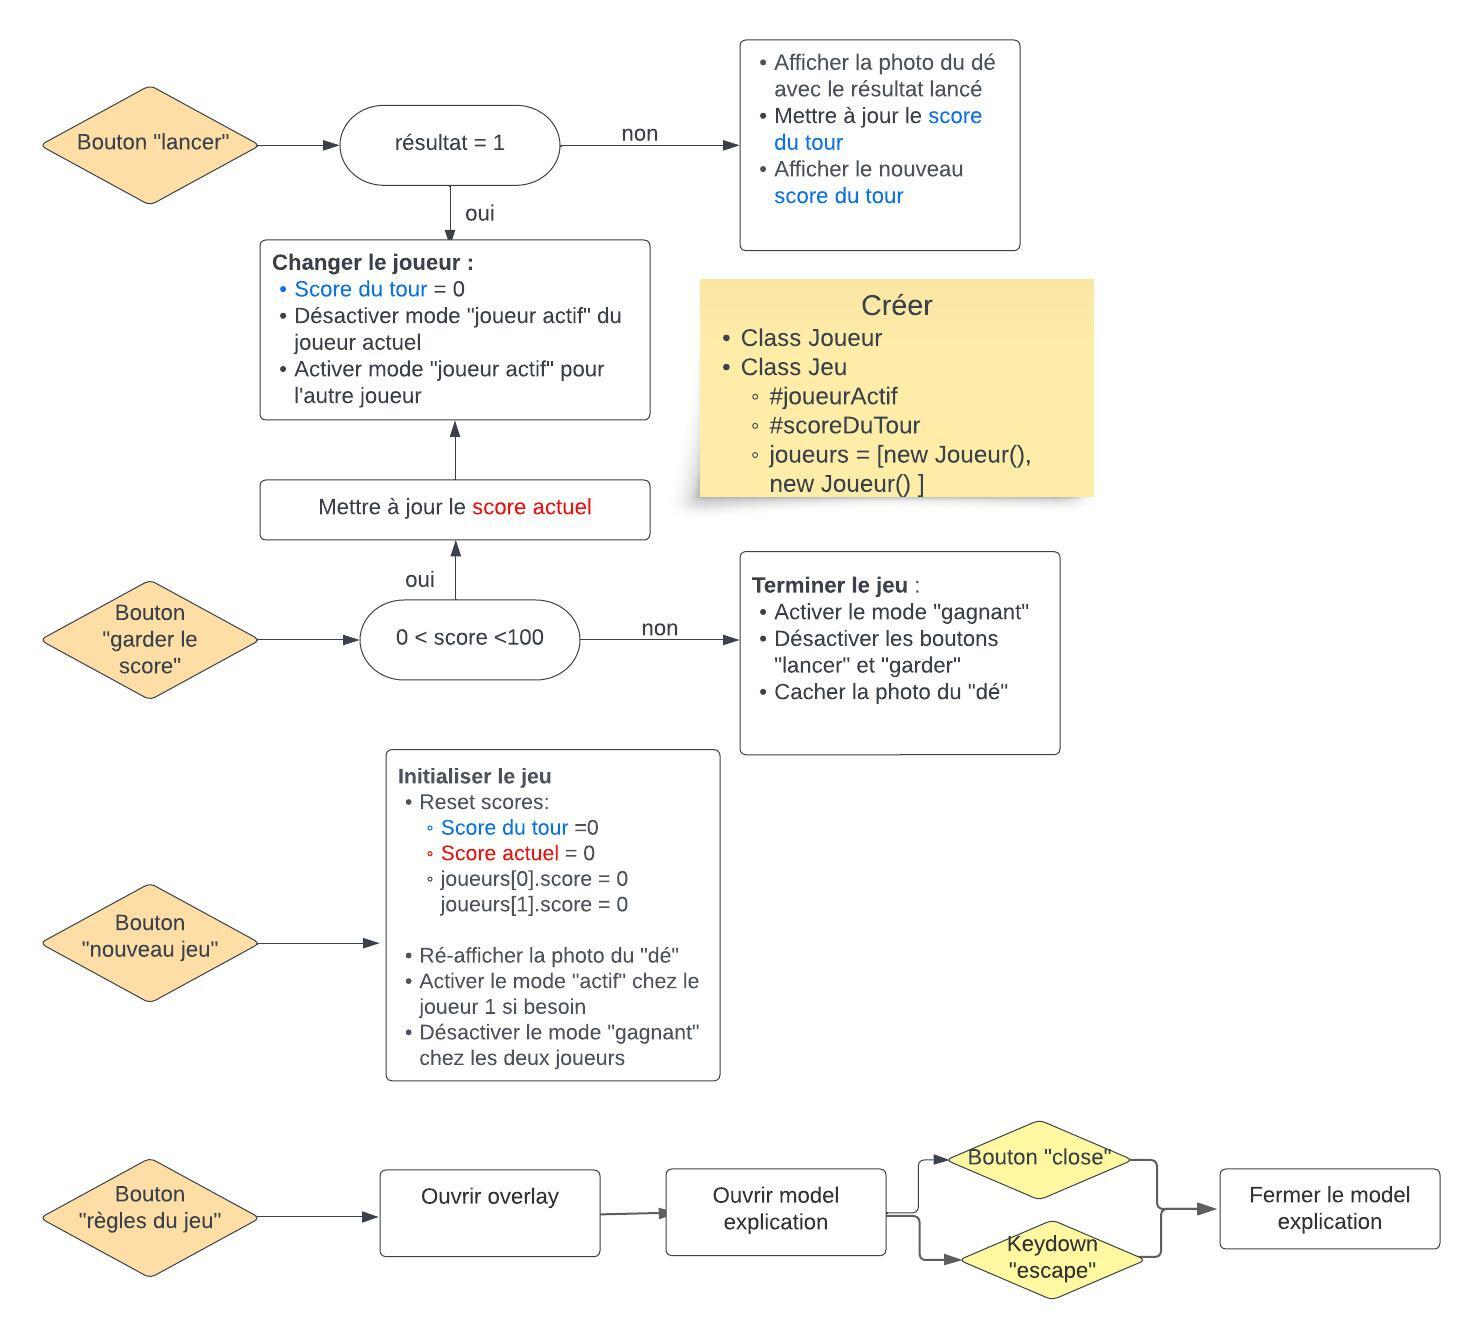 Bouton "lancer"
résultat = 1
non
• Afficher la photo du dé
avec le résultat lancé
• Mettre à jour le score
du tour
• Afficher le nouveau
score du tour
oui
Changer le joueur :
• Score du tour = 0
• Désactiver mode "joueur actif" du
joueur actuel
• Activer mode "joueur actif" pour
l'autre joueur
Créer
• Class Joueur
• Class Jeu
◦ #joueurActif
◦ #scoreDuTour
◦ joueurs = [new Joueur(),
new Joueur() ]
Mettre à jour le score actuel
oui
Bouton
"garder le
score"
0 < score <100
non
Terminer le jeu :
• Activer le mode "gagnant"
• Désactiver les boutons
"lancer" et "garder"
• Cacher la photo du "dé"
Bouton
"nouveau jeu"
Initialiser le jeu
• Reset scores:
◦ Score du tour =0
◦ Score actuel = 0
◦ joueurs[0].score = 0
joueurs[1].score = 0
• Ré-afficher la photo du "dé"
• Activer le mode "actif" chez le
joueur 1 si besoin
• Désactiver le mode "gagnant"
chez les deux joueurs
Bouton
"règles du jeu"
Ouvrir overlay
Ouvrir model
explication
Bouton "close"
Keydown
"escape"
Fermer le model
explication